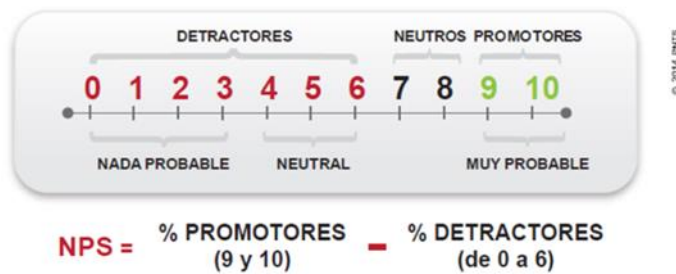 DETRACTORES NEUTROS PROMOTORES
0 1 2 3 4 5 6 7 8 9 10
NADA PROBABLE NEUTRAL MUY PROBABLE
NPS = % PROMOTORES - % DETRACTORES
(9 y 10) (de 0 a 6)
© 2014